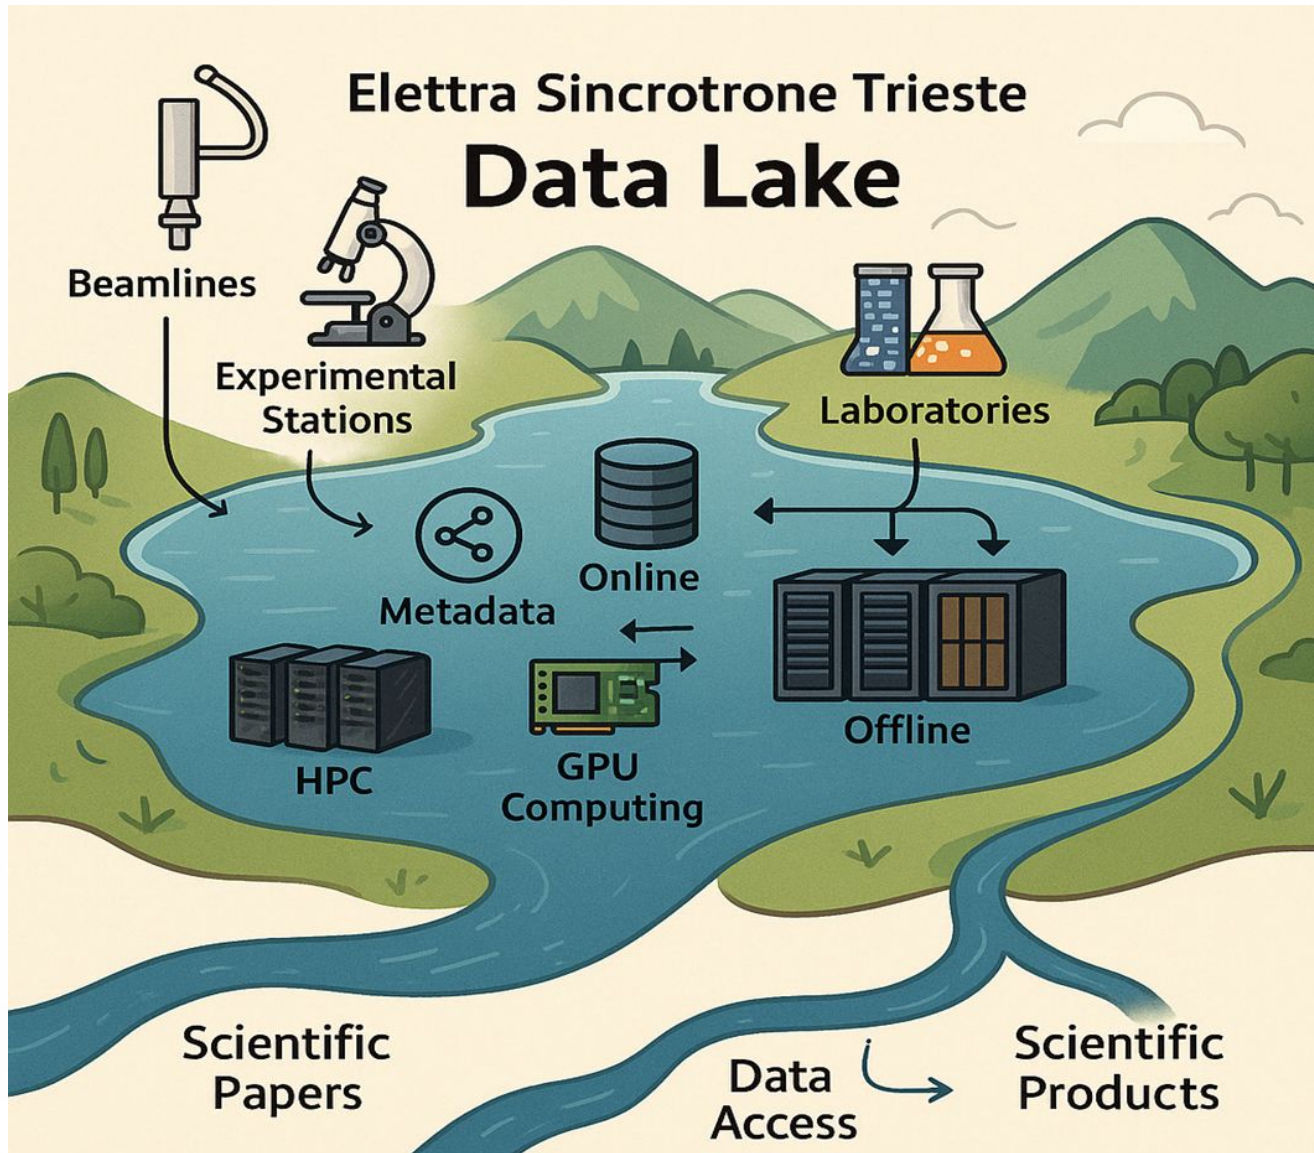 Elettra Sincrotrone Trieste
Data Lake
Beamlines
Experimental
Stations
Laboratories
Metadata
Online
HPC
GPU
Computing
Offline
Scientific
Papers
Data
Access
Scientific
Products